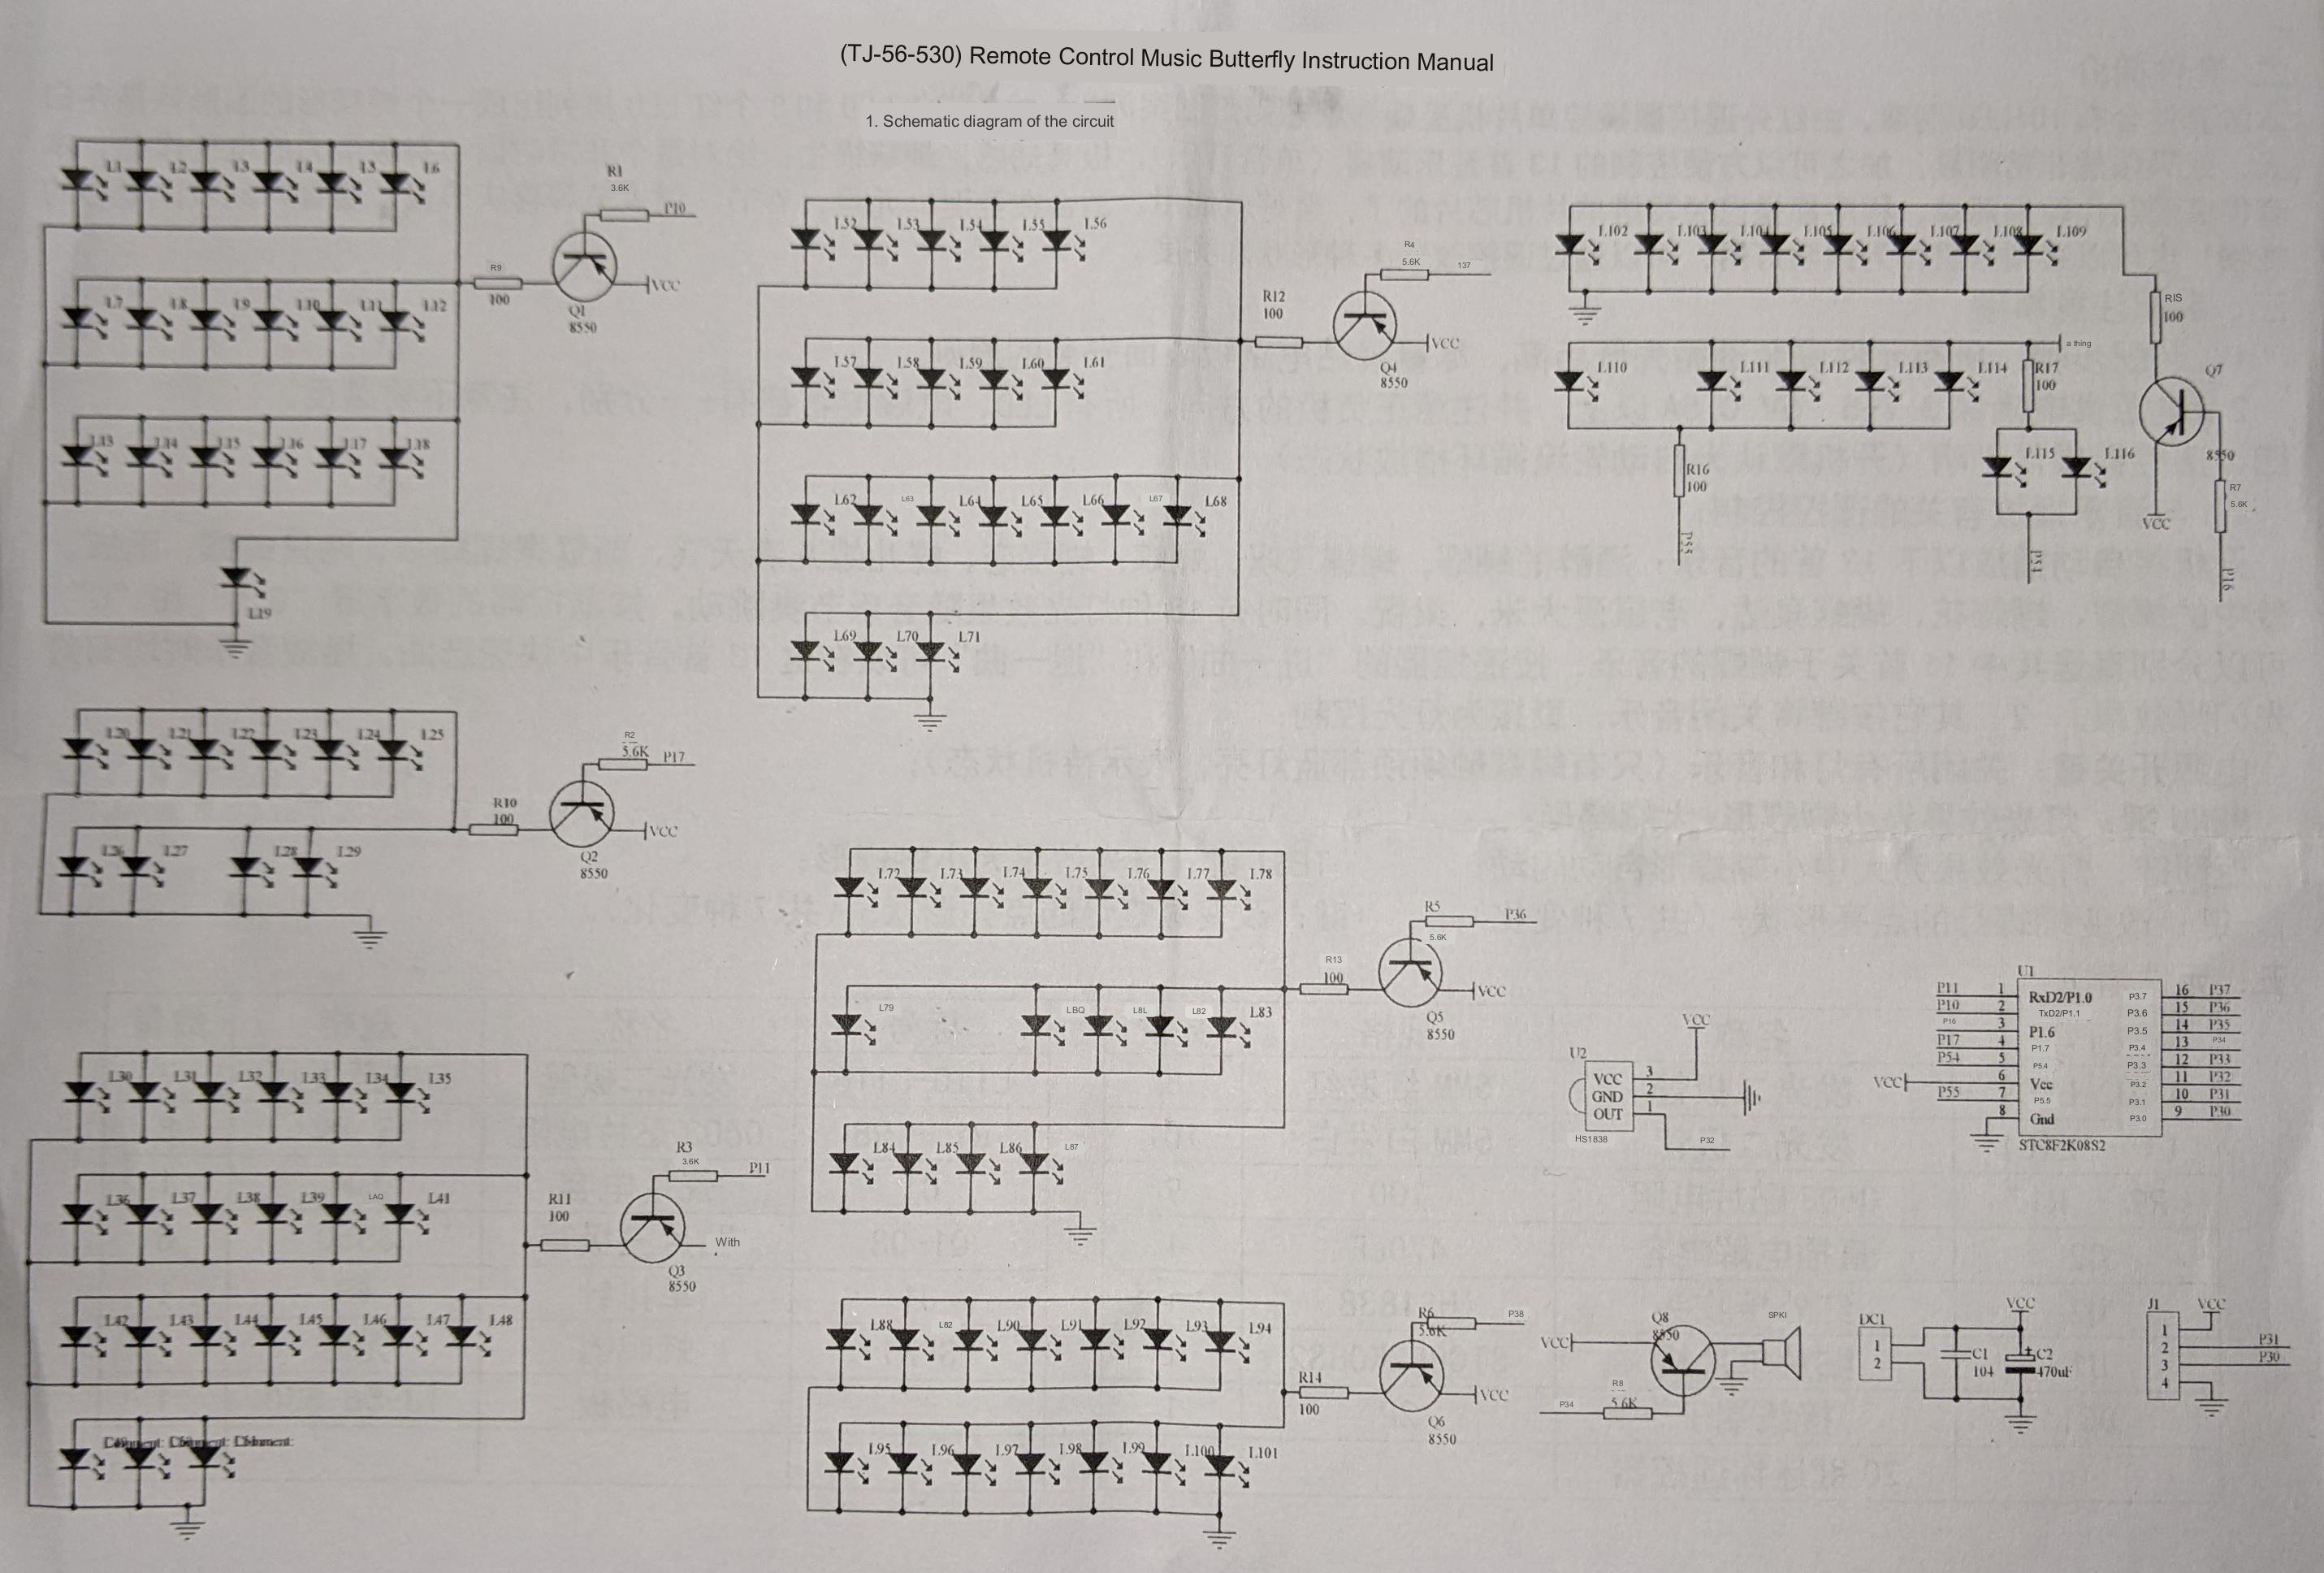 (TJ-56-530) Remote Control Music Butterfly Instruction Manual
1. Schematic diagram of the circuit
L1 L2 L3 L4 L5 L6
R1
3.6K
P10
R9
100
VCC
Q1
8550
L7 L8 L9 L10 L11 L12
L13 L14 L15 L16 L17 L18
L19
L20 L21 L22 L23 L24 L25
R2
5.6K
P17
R10
100
VCC
Q2
8550
L26 L27 L28 L29
L30 L31 L32 L33 L34 L35
R3
3.6K
P11
L36 L37 L38 L39 LAQ L41
R11
100
With
Q3
8550
L42 L43 L44 L45 L46 L47 L48
L52 L53 L54 L55 L56
R4
5.6K
137
R12
100
VCC
Q4
8550
L57 L58 L59 L60 L61
L62 L63 L64 L65 L66 L67 L68
L69 L70 L71
L72 L73 L74 L75 L76 L77 L78
R5
P36
5.6K
R13
100
VCC
Q5
8550
L79 LBQ L8L L82 L83
L84 L85 L86 L87
L88 L82 L90 L91 L92 L93 L94
R6
5.6K
P38
R14
100
VCC
Q6
8550
L95 L96 L97 L98 L99 L100 L101
L102 L103 L104 L105 L106 L107 L108 L109
RIS
100
a thing
L110 L111 L112 L113 L114
R17
100
Q7
8550
L115 L116
R16
100
R7
5.6K
VCC
P55
P54
P16
U2
VCC
VCC 3
GND 2
OUT 1
HS1838
P32
U1
P11 1 RxD2/P1.0 P3.7 16 P37
P10 2 TxD2/P1.1 P3.6 15 P36
P16 3 P1.6 P3.5 14 P35
P17 4 P1.7 P3.4 13 P34
P54 5 P5.4 P3.3 12 P33
VCC 6 Vcc P3.2 11 P32
P55 7 P5.5 P3.1 10 P31
8 Gnd P3.0 9 P30
STC8F2K08S2
Q8
8550
VCC
SPKI
R8
5.6K
P34
DC1
1
2
VCC
C1
104
C2
470uF
J1
VCC
1
2 P31
3 P30
4